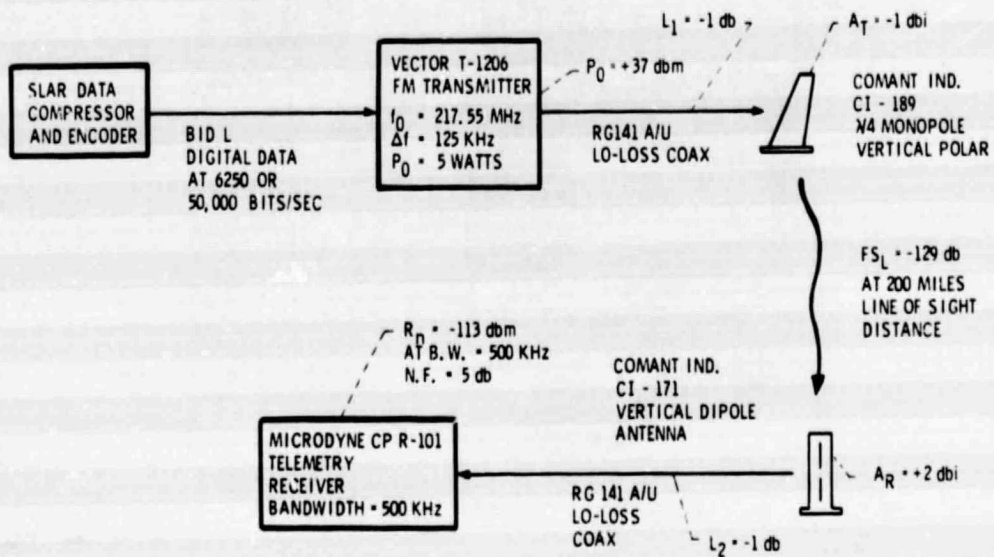 L1 = -1 db
AT = -1 dbi
SLAR DATA
COMPRESSOR
AND ENCODER
BID L
DIGITAL DATA
AT 6250 OR
50,000 BITS/SEC
VECTOR T-1206
FM TRANSMITTER
f0 = 217.55 MHz
Δf = 125 KHz
P0 = 5 WATTS
P0 = +37 dbm
RG141 A/U
LO-LOSS COAX
COMANT IND.
CI - 189
λ/4 MONOPOLE
VERTICAL POLAR
FSL = -129 db
AT 200 MILES
LINE OF SIGHT
DISTANCE
Rn = -113 dbm
AT B.W. = 500 KHz
N.F. = 5 db
COMANT IND.
CI - 171
VERTICAL DIPOLE
ANTENNA
MICRODYNE CP R-101
TELEMETRY
RECEIVER
BANDWIDTH = 500 KHz
RG 141 A/U
LO-LOSS
COAX
AR = +2 dbi
L2 = -1 db